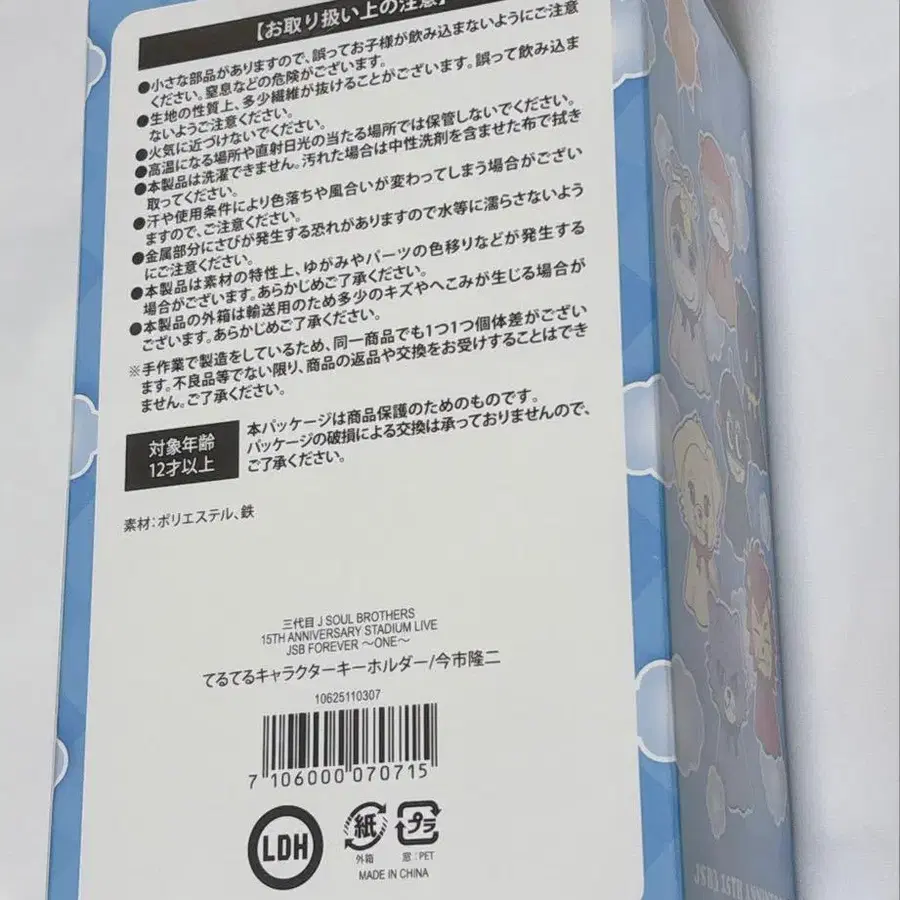 【お取り扱い上の注意】
●小さな部品がありますので、誤ってお子様が飲み込まないようにご注意
ください。窒息などの危険がございます。
●生地の性質上、多少繊維が抜けることがございます。誤って飲み込ま
ないようご注意ください。
●火気に近づけないでください。
●高温になる場所や直射日光の当たる場所では保管しないでください。
●本製品は洗濯できません。汚れた場合は中性洗剤を含ませた布で拭き
取ってください。
●汗や使用条件により色落ちや風合いが変わってしまう場合がござい
ますので、ご注意ください。
●金属部分にさびが発生する恐れがありますので水等に濡らさないよう
にご注意ください。
●本製品は素材の特性上、ゆがみやパーツの色移りなどが発生する
場合がございます。あらかじめご了承ください。
●本製品の外箱は輸送用のため多少のキズやへこみが生じる場合が
ございます。あらかじめご了承ください。
※手作業で製造をしているため、同一商品でも1つ1つ個体差がござい
ます。不良品等でない限り、商品の返品や交換をお受けすることはでき
ません。ご了承ください。
対象年齢
12才以上
本パッケージは商品保護のためのものです。
パッケージの破損による交換は承っておりませんので、
ご了承ください。
素材：ポリエステル、鉄
三代目 J SOUL BROTHERS
15TH ANNIVERSARY STADIUM LIVE
JSB FOREVER ～ONE～
てるてるキャラクターキーホルダー/今市隆二
10625110307
7 106000 070715
LDH
紙
外箱
プラ
窓：PET
MADE IN CHINA
JSB3 15TH